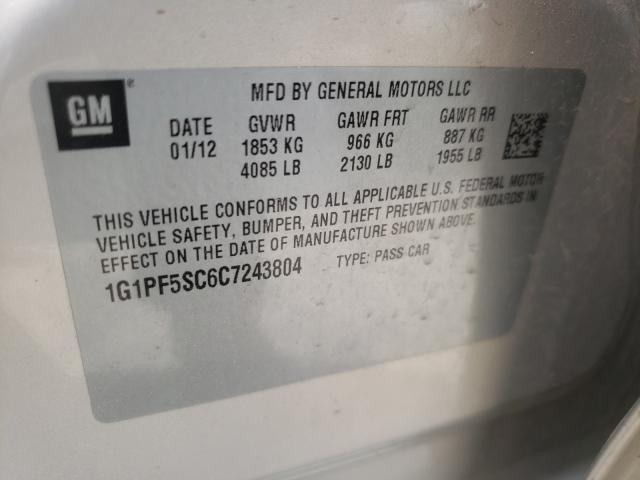 GM
®
MFD BY GENERAL MOTORS LLC
DATE GVWR GAWR FRT GAWR RR
01/12 1853 KG 966 KG 887 KG
4085 LB 2130 LB 1955 LB
THIS VEHICLE CONFORMS TO ALL APPLICABLE U.S. FEDERAL MOTOR
VEHICLE SAFETY, BUMPER, AND THEFT PREVENTION STANDARDS IN
EFFECT ON THE DATE OF MANUFACTURE SHOWN ABOVE.
1G1PF5SC6C7243804 TYPE: PASS CAR